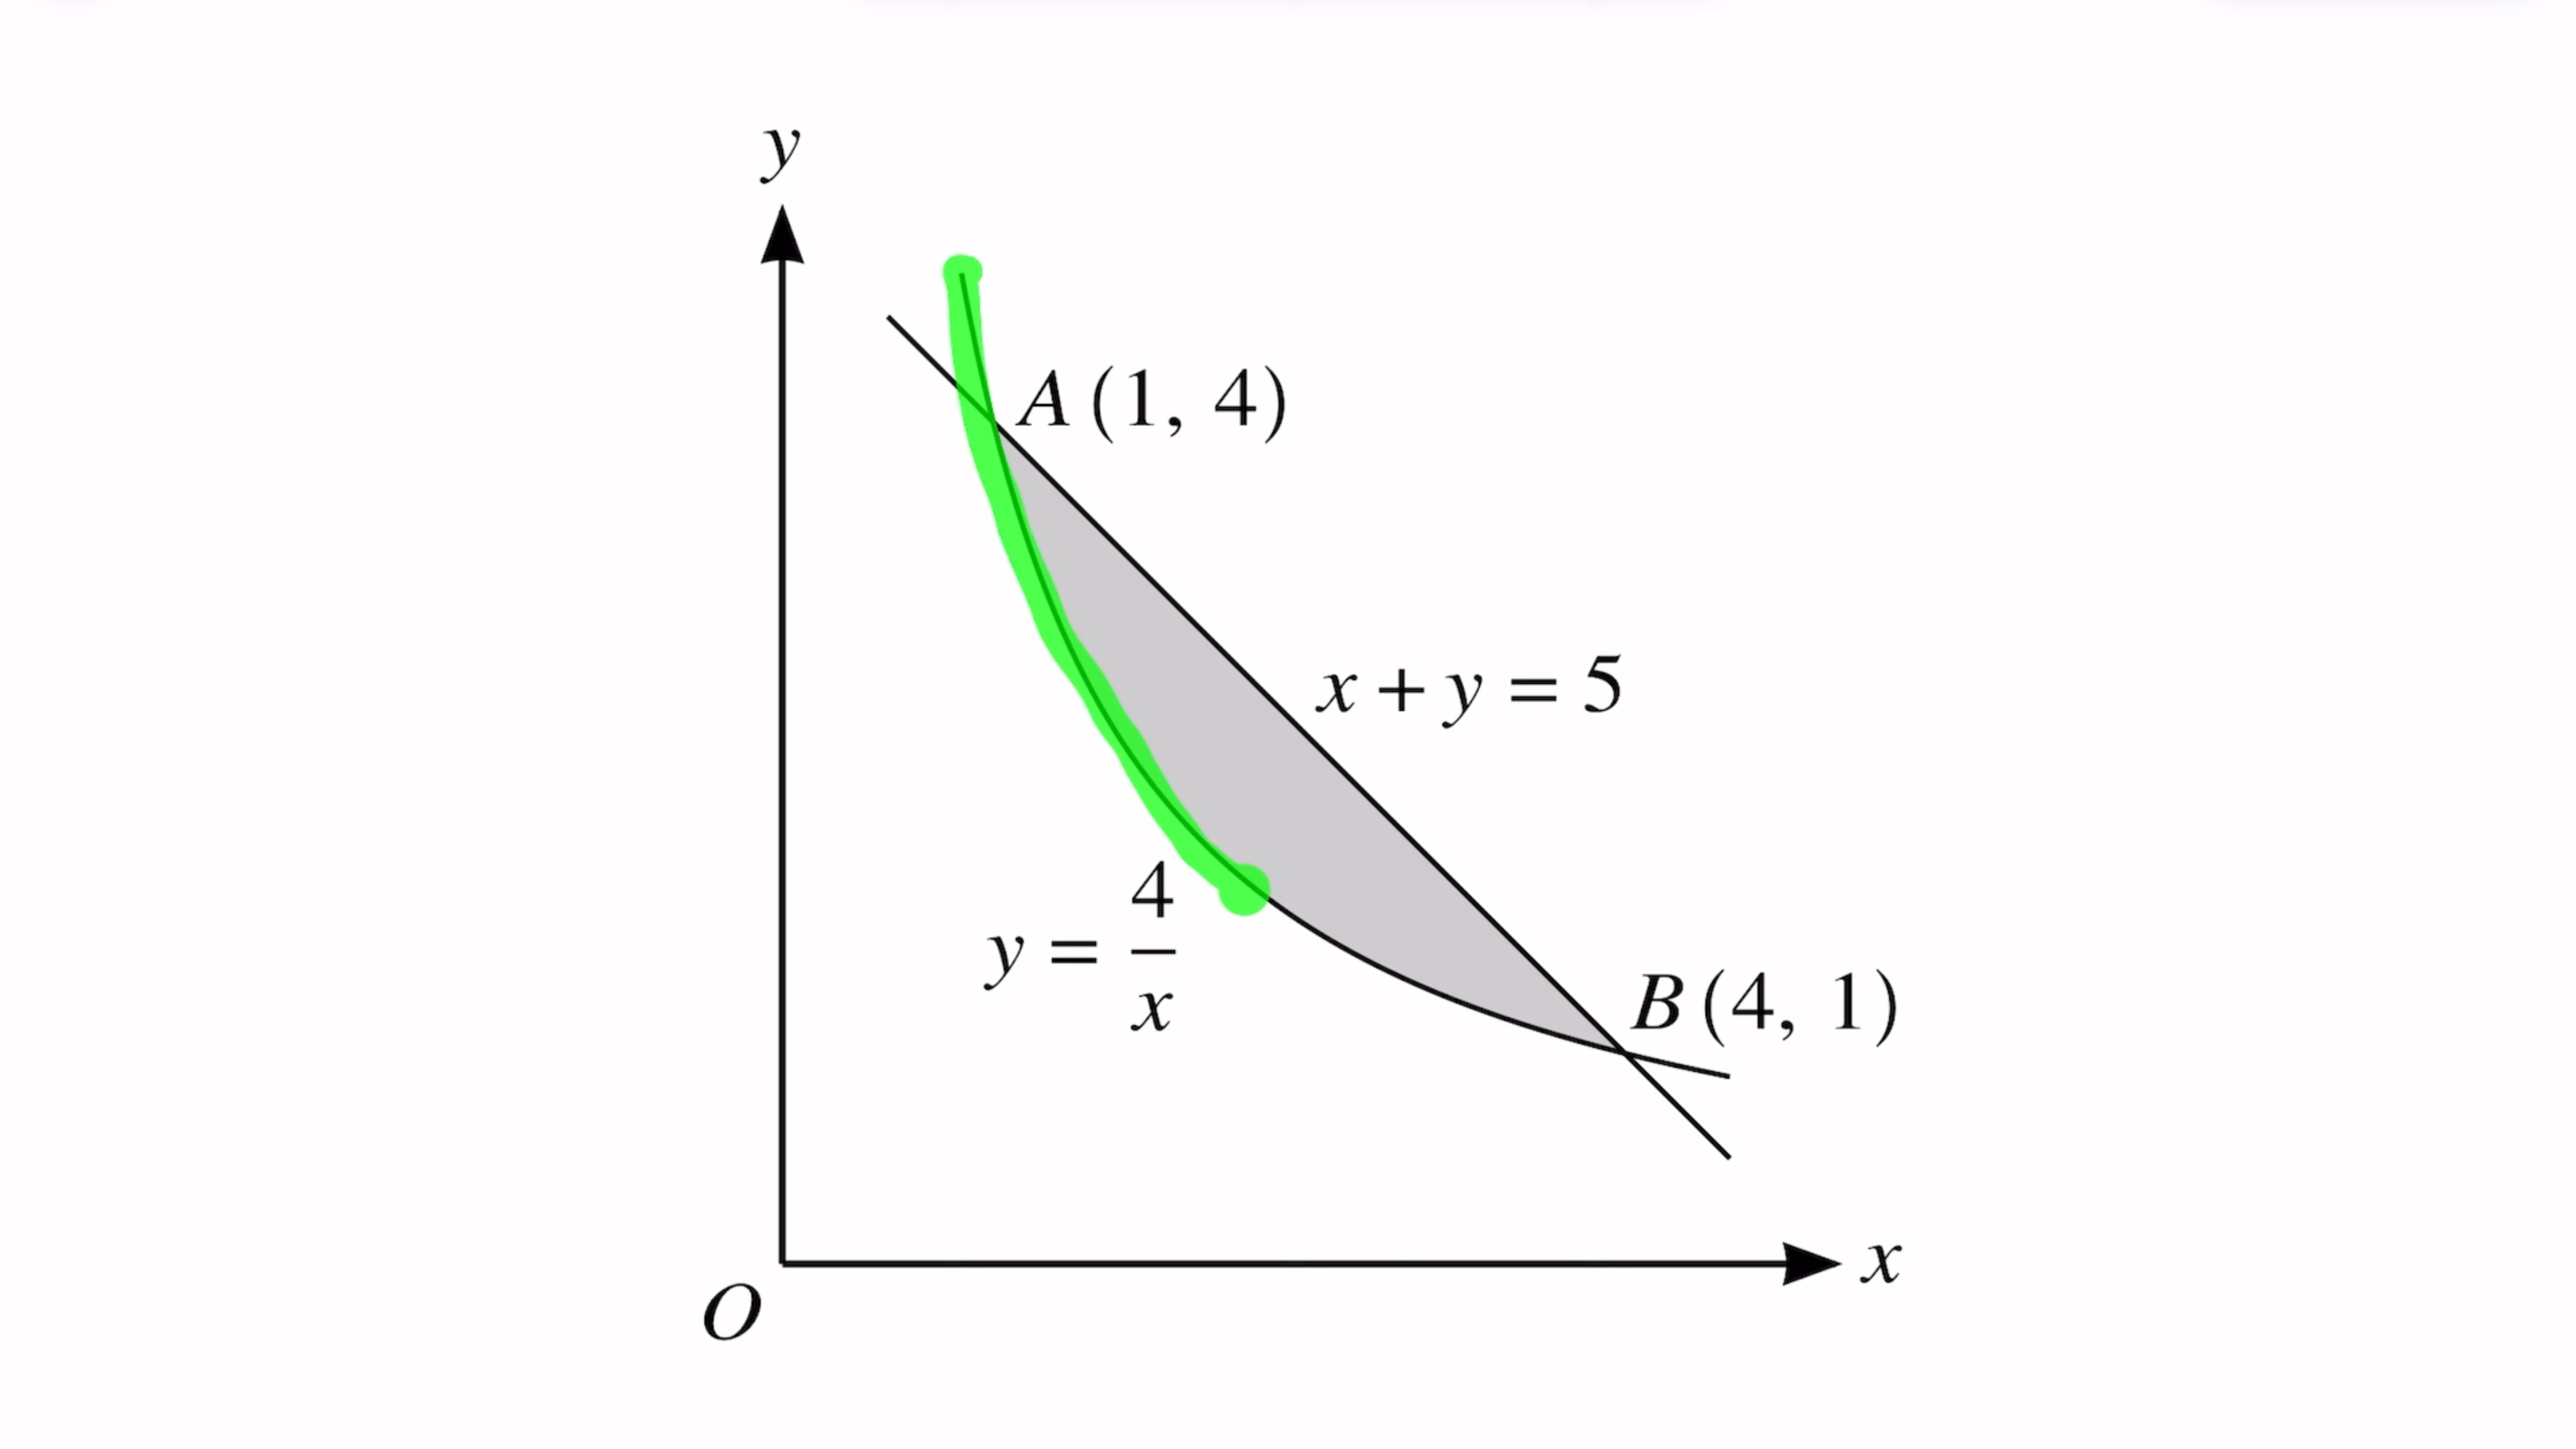 y
A (1, 4)
x + y = 5
y = 4/x
B (4, 1)
x
O